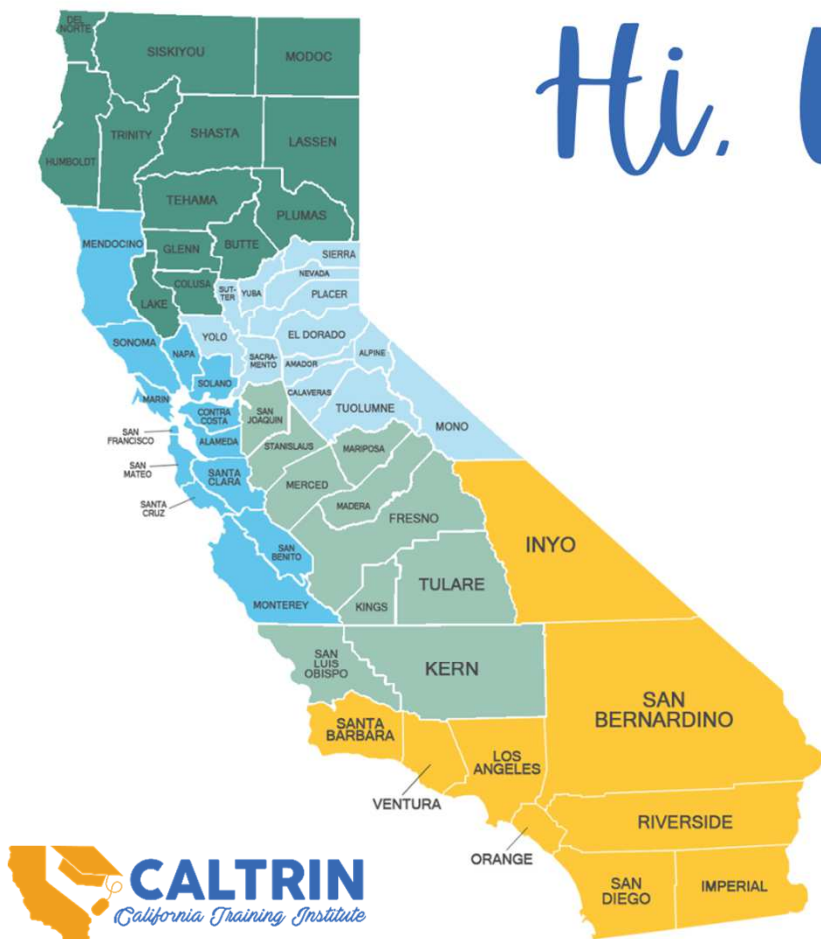 Hi,
DEL
NORTE
SISKIYOU
MODOC
HUMBOLDT
TRINITY
SHASTA
LASSEN
TEHAMA
PLUMAS
MENDOCINO
GLENN
BUTTE
SIERRA
NEVADA
LAKE
COLUSA
SUT-
TER
YUBA
PLACER
SONOMA
NAPA
YOLO
EL DORADO
SACRA-
MENTO
AMADOR
ALPINE
SOLANO
MARIN
CALAVERAS
TUOLUMNE
CONTRA
COSTA
SAN
JOAQUIN
MONO
SAN
FRANCISCO
ALAMEDA
STANISLAUS
MARIPOSA
SAN
MATEO
SANTA
CLARA
MERCED
MADERA
SANTA
CRUZ
FRESNO
SAN
BENITO
INYO
MONTEREY
KINGS
TULARE
SAN
LUIS
OBISPO
KERN
SAN
BERNARDINO
SANTA
BARBARA
LOS
ANGELES
VENTURA
RIVERSIDE
ORANGE
SAN
DIEGO
IMPERIAL
CALTRIN
California Training Institute